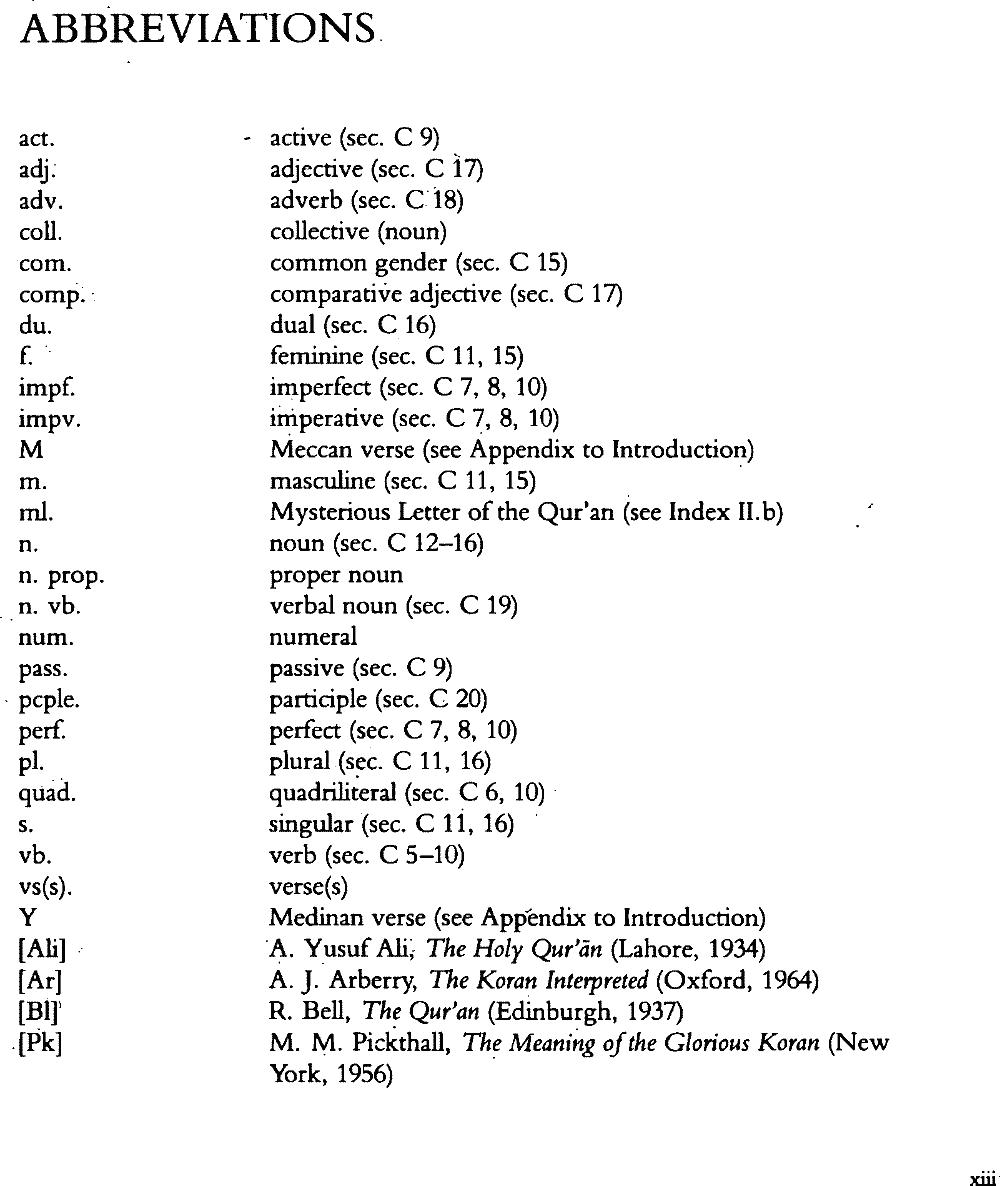 ABBREVIATIONS
act. active (sec. C 9)
adj. adjective (sec. C 17)
adv. adverb (sec. C 18)
coll. collective (noun)
com. common gender (sec. C 15)
comp. comparative adjective (sec. C 17)
du. dual (sec. C 16)
f. feminine (sec. C 11, 15)
impf. imperfect (sec. C 7, 8, 10)
impv. imperative (sec. C 7, 8, 10)
M Meccan verse (see Appendix to Introduction)
m. masculine (sec. C 11, 15)
ml. Mysterious Letter of the Qur'an (see Index II.b)
n. noun (sec. C 12–16)
n. prop. proper noun
n. vb. verbal noun (sec. C 19)
num. numeral
pass. passive (sec. C 9)
pcple. participle (sec. C 20)
perf. perfect (sec. C 7, 8, 10)
pl. plural (sec. C 11, 16)
quad. quadriliteral (sec. C 6, 10)
s. singular (sec. C 11, 16)
vb. verb (sec. C 5–10)
vs(s). verse(s)
Y Medinan verse (see Appendix to Introduction)
[Ali] A. Yusuf Ali, The Holy Qur'ān (Lahore, 1934)
[Ar] A. J. Arberry, The Koran Interpreted (Oxford, 1964)
[Bl] R. Bell, The Qur'an (Edinburgh, 1937)
[Pk] M. M. Pickthall, The Meaning of the Glorious Koran (New
York, 1956)
xiii